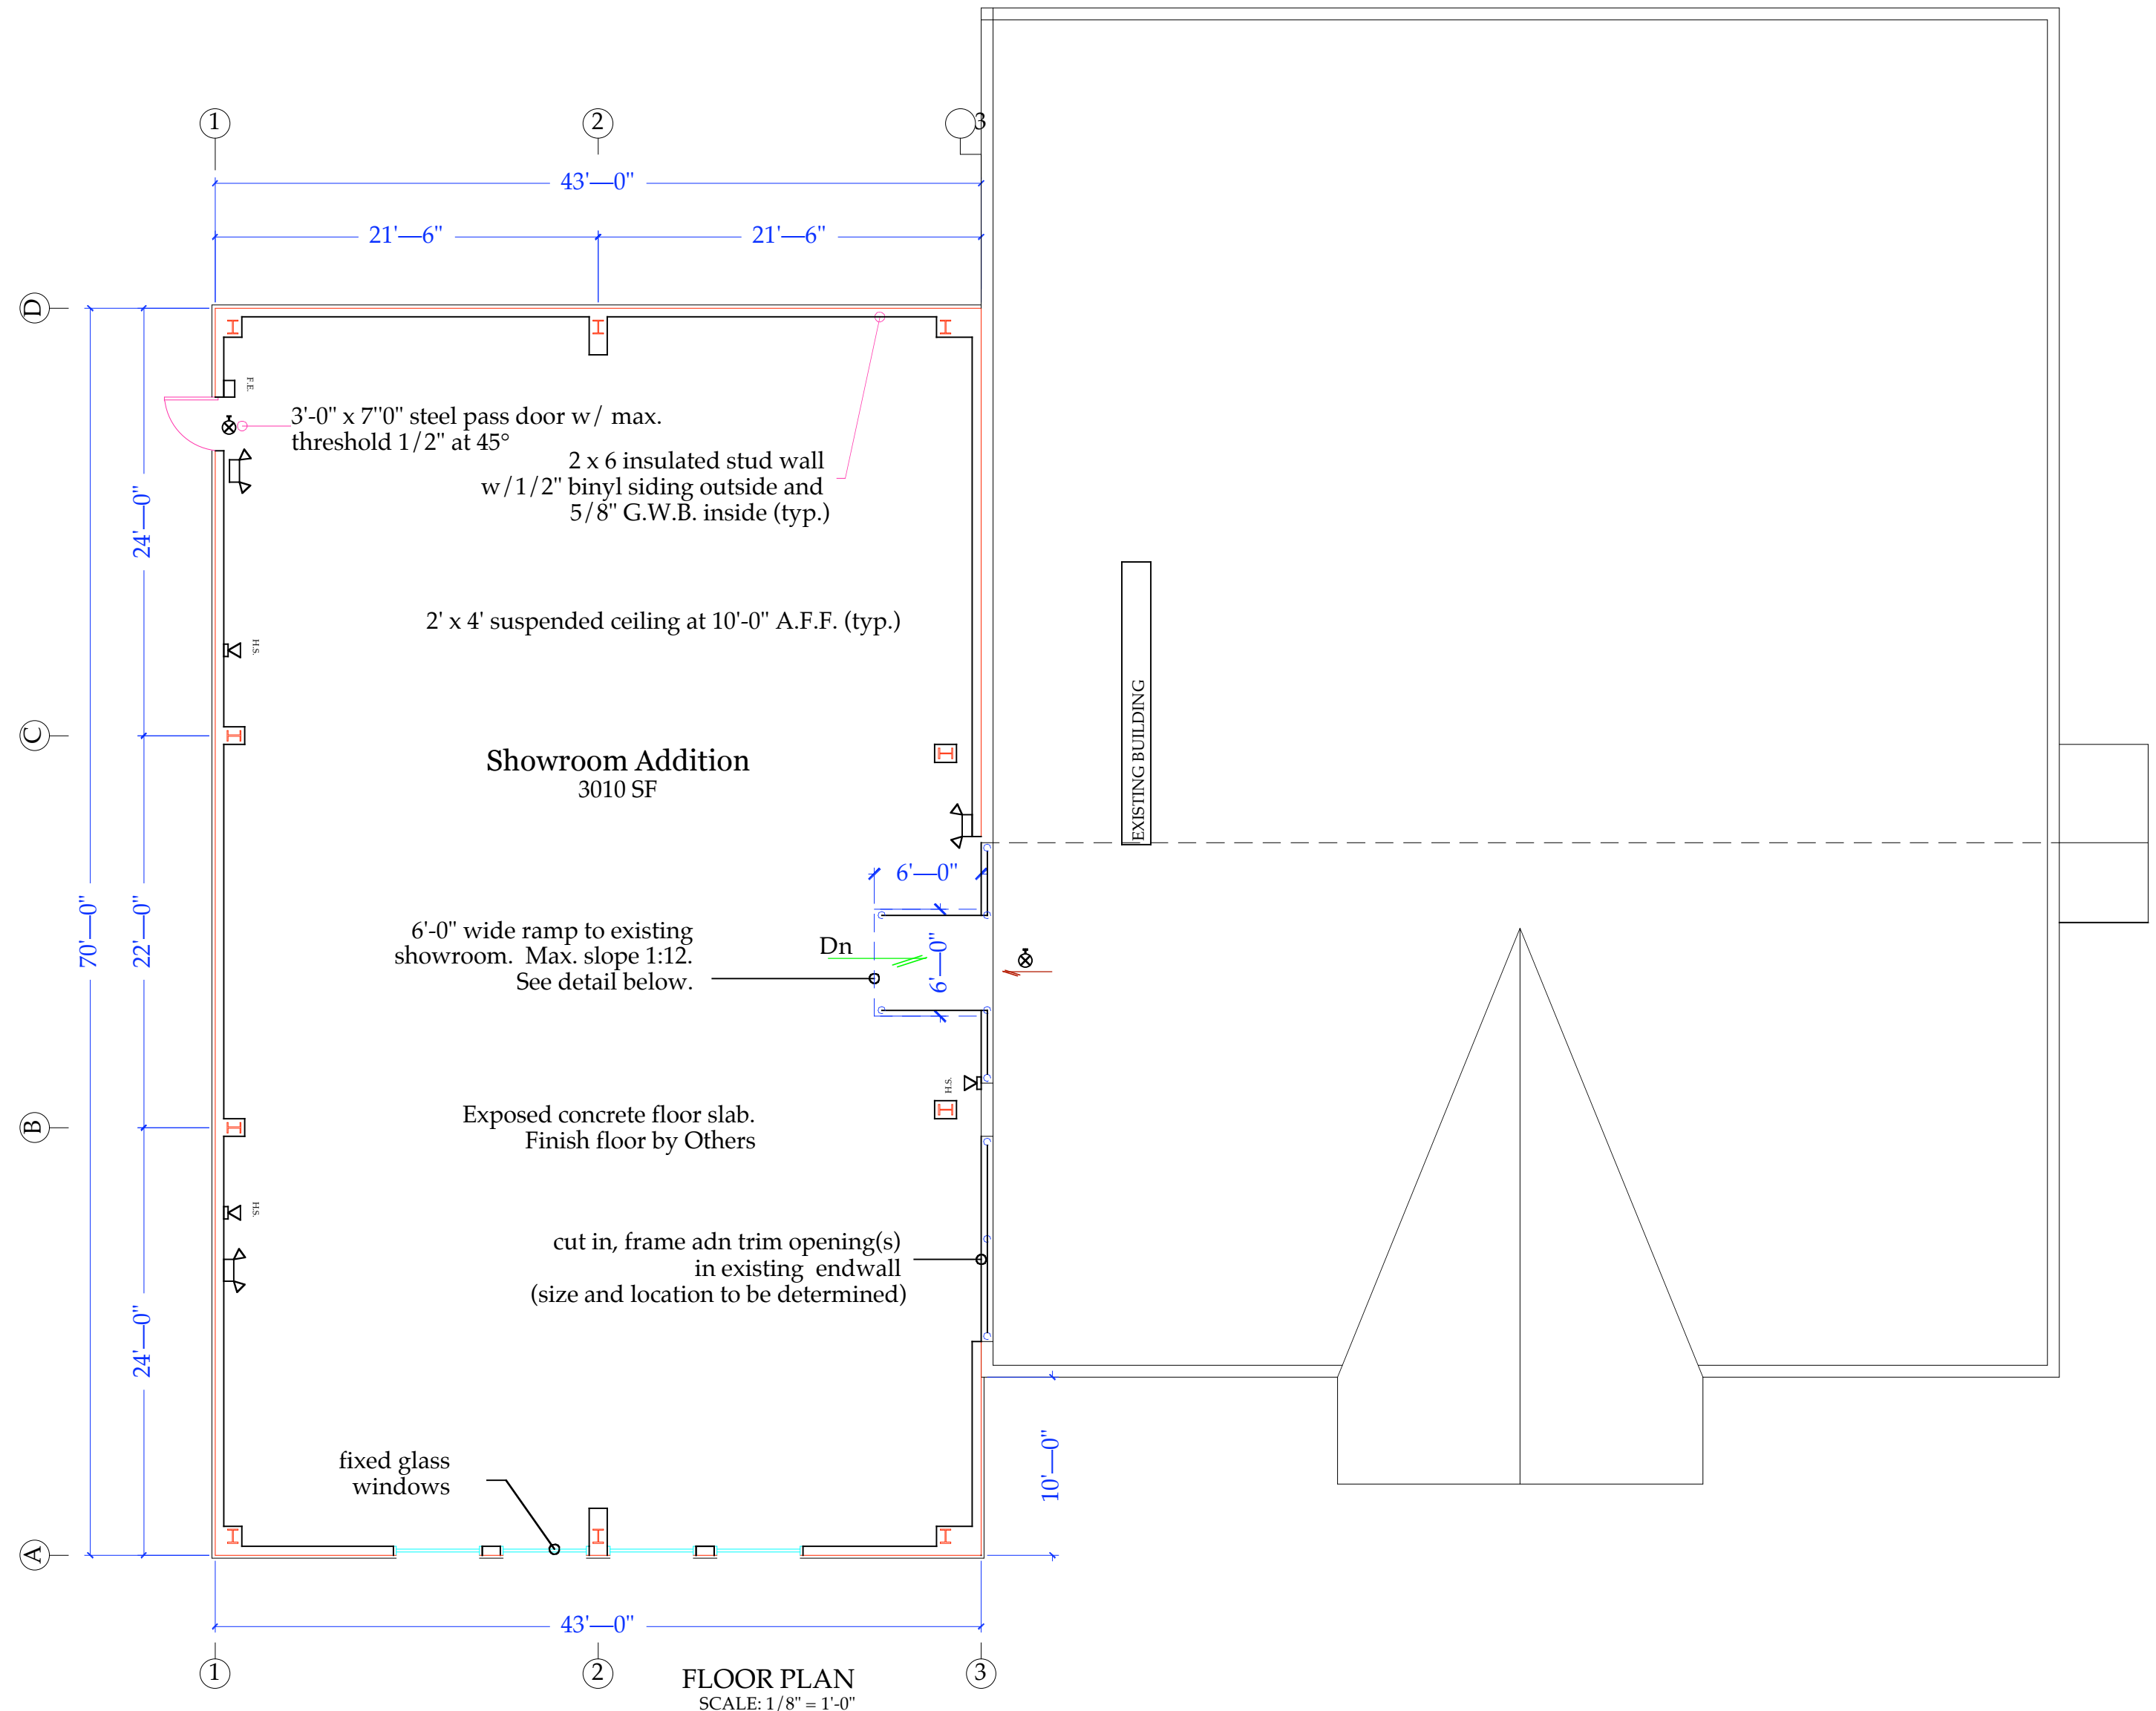 1
2
3
43'—0"
21'—6"
21'—6"
D
F.E.
3'-0" x 7''0" steel pass door w/ max.
threshold 1/2" at 45°
2 x 6 insulated stud wall
w/1/2" binyl siding outside and
5/8" G.W.B. inside (typ.)
24'—0"
2' x 4' suspended ceiling at 10'-0" A.F.F. (typ.)
H.S.
C
Showroom Addition
3010 SF
EXISTING BUILDING
6'—0"
70'—0"
22'—0"
6'-0" wide ramp to existing
showroom.  Max. slope 1:12.
See detail below.
Dn
6'—0"
H.S.
B
Exposed concrete floor slab.
Finish floor by Others
H.S.
cut in, frame adn trim opening(s)
in existing  endwall
(size and location to be determined)
24'—0"
fixed glass
windows
10'—0"
A
43'—0"
1
2
3
FLOOR PLAN
SCALE: 1/8" = 1'-0"